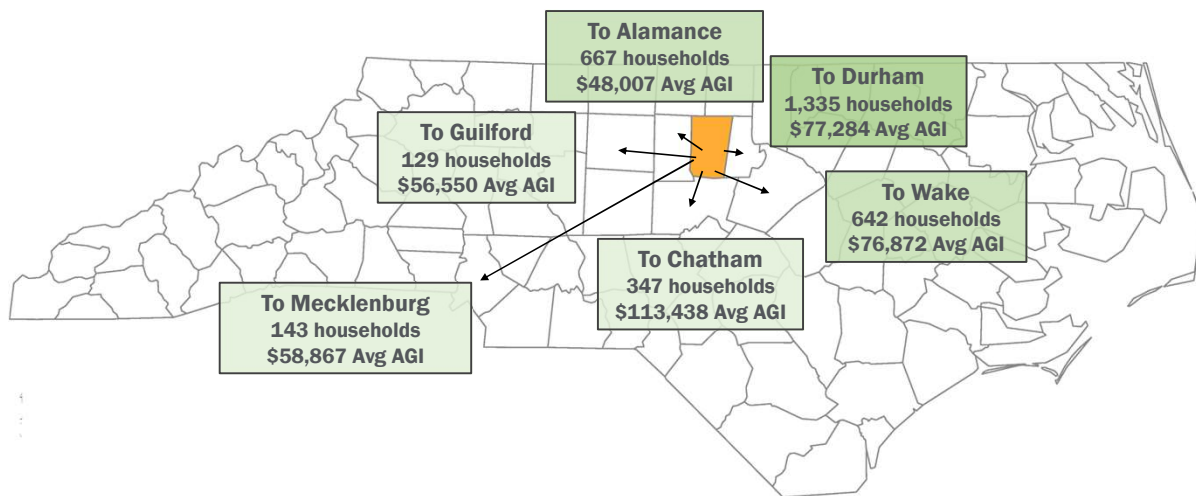 To Alamance
667 households
$48,007 Avg AGI
To Durham
1,335 households
$77,284 Avg AGI
To Guilford
129 households
$56,550 Avg AGI
To Wake
642 households
$76,872 Avg AGI
To Chatham
347 households
$113,438 Avg AGI
To Mecklenburg
143 households
$58,867 Avg AGI